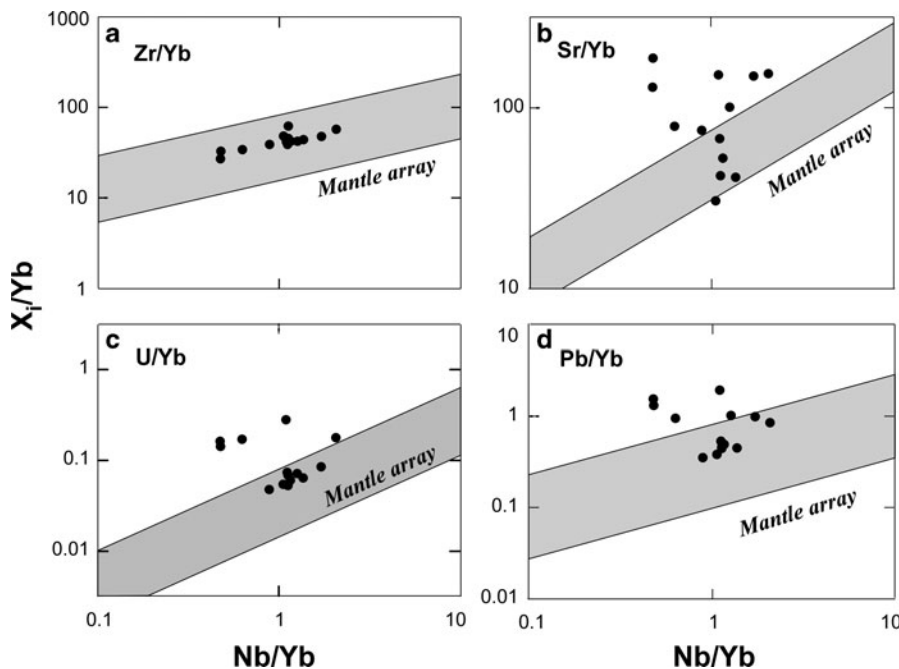 a
Zr/Yb
1000
100
10
1
Mantle array
b
Sr/Yb
100
10
Mantle array
Xi/Yb
c
U/Yb
1
0.1
0.01
Mantle array
0.1
1
10
Nb/Yb
d
Pb/Yb
10
1
0.1
0.01
Mantle array
0.1
1
10
Nb/Yb